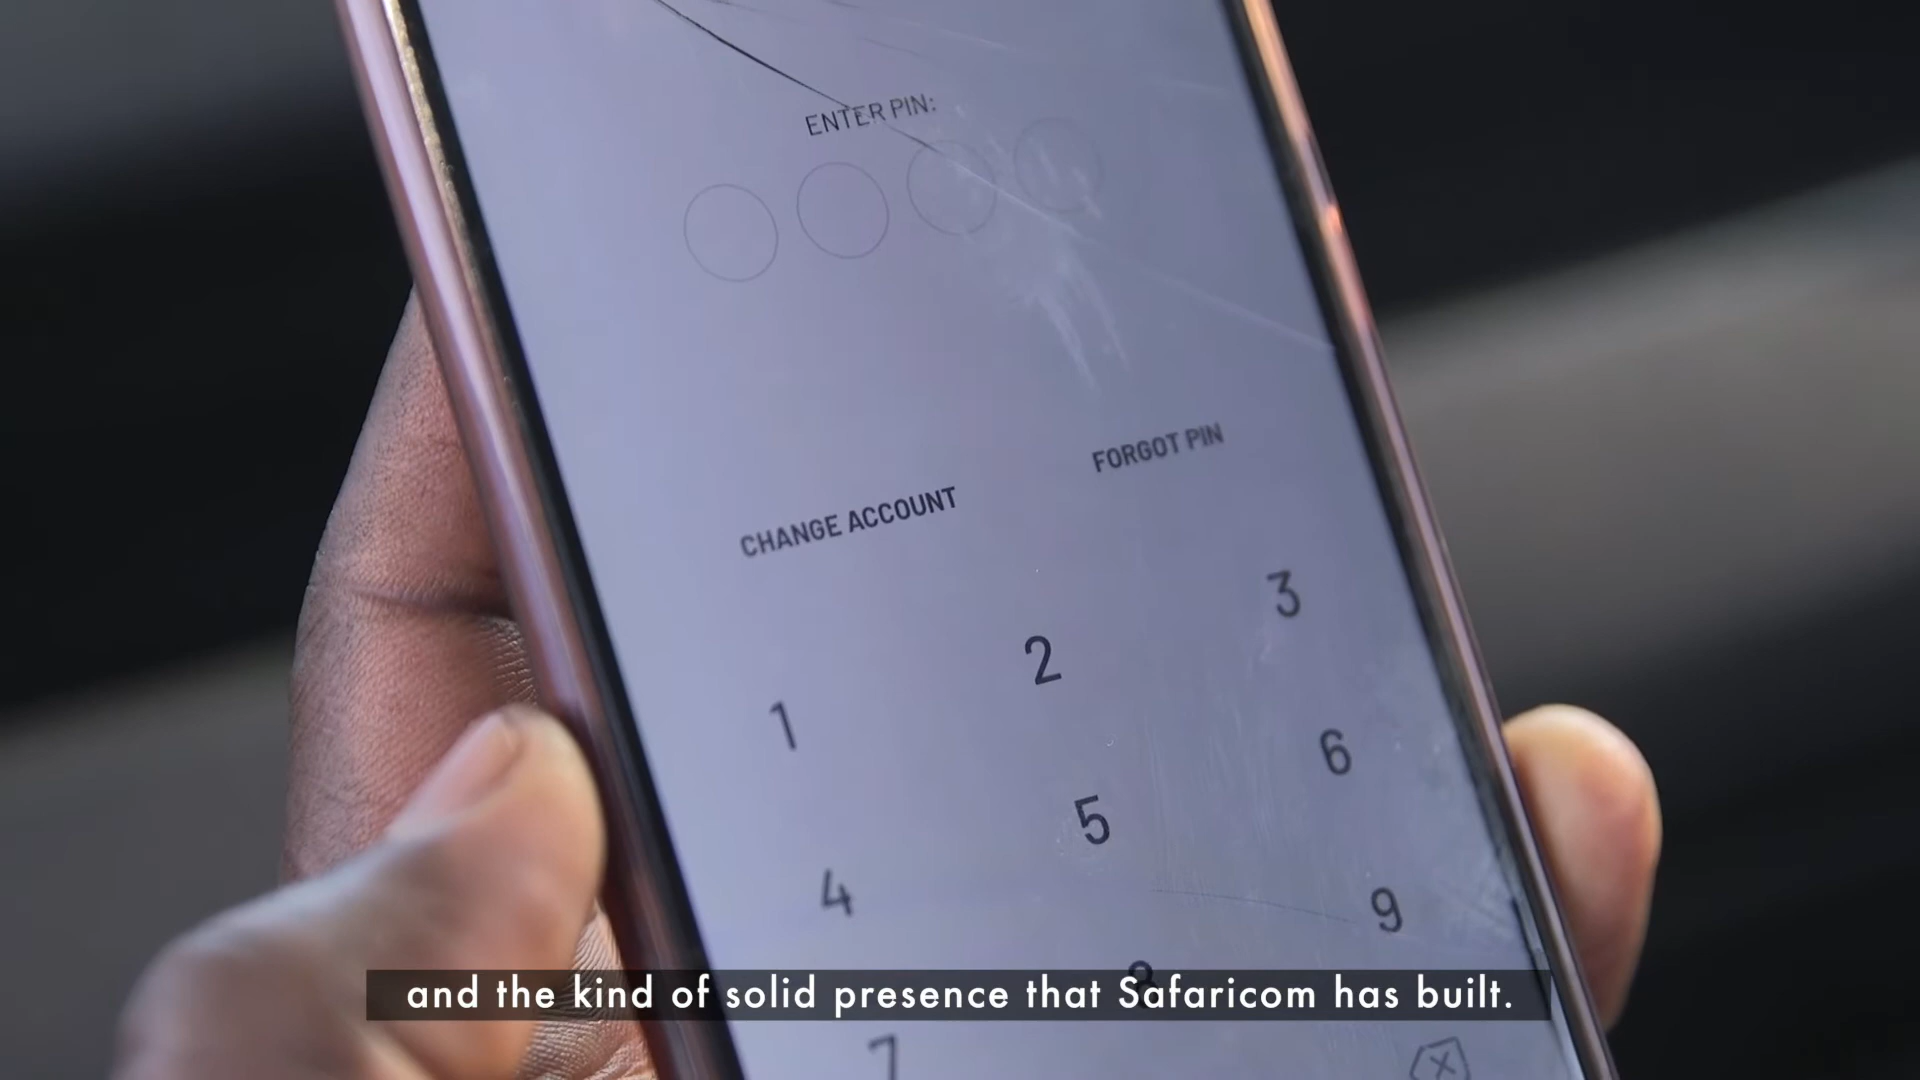 ENTER PIN:
CHANGE ACCOUNT
FORGOT PIN
1 2 3
4 5 6
7 8 9
and the kind of solid presence that Safaricom has built.